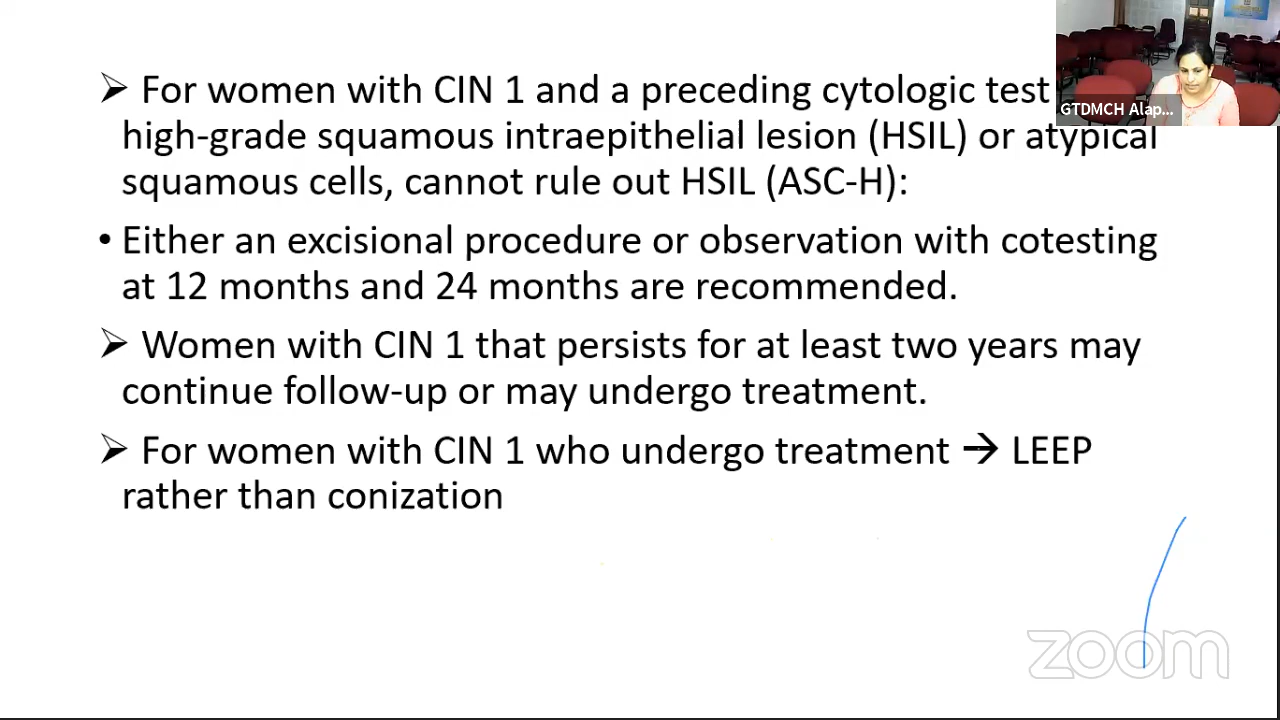 ➢ For women with CIN 1 and a preceding cytologic test
high-grade squamous intraepithelial lesion (HSIL) or atypical
squamous cells, cannot rule out HSIL (ASC-H):
• Either an excisional procedure or observation with cotesting
at 12 months and 24 months are recommended.
➢ Women with CIN 1 that persists for at least two years may
continue follow-up or may undergo treatment.
➢ For women with CIN 1 who undergo treatment → LEEP
rather than conization
GTDMCH Alap...
zoom